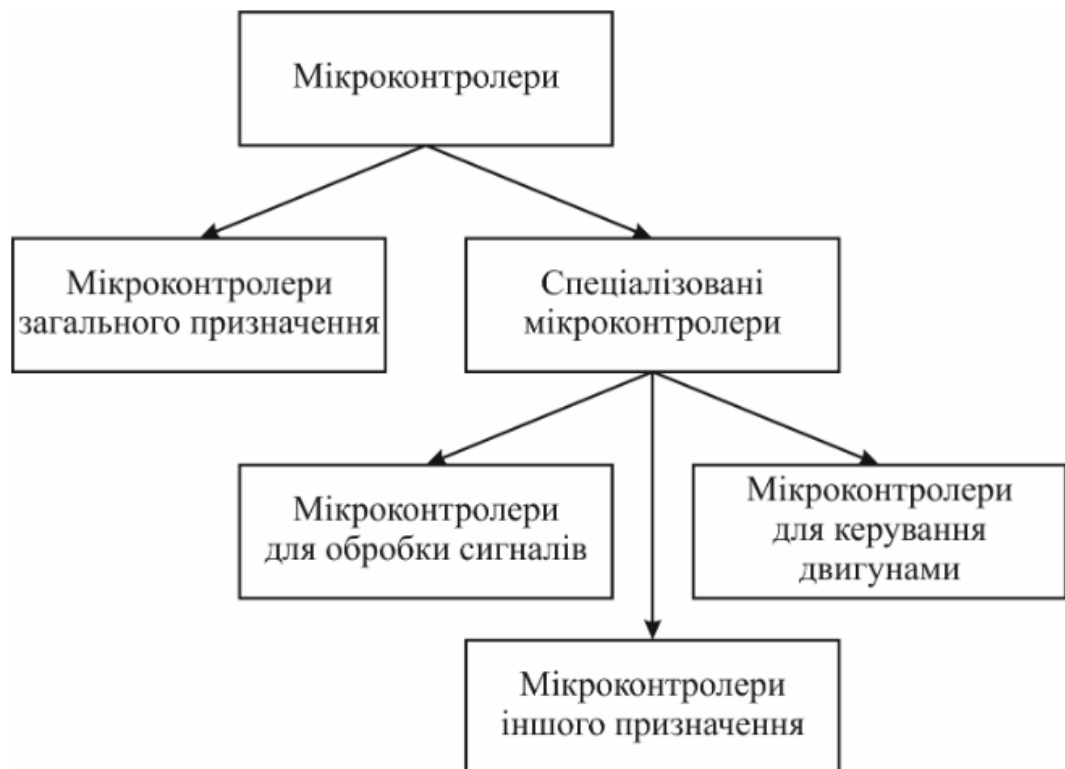 Мікроконтролери
Мікроконтролери
загального призначення
Спеціалізовані
мікроконтролери
Мікроконтролери
для обробки сигналів
Мікроконтролери
для керування
двигунами
Мікроконтролери
іншого призначення